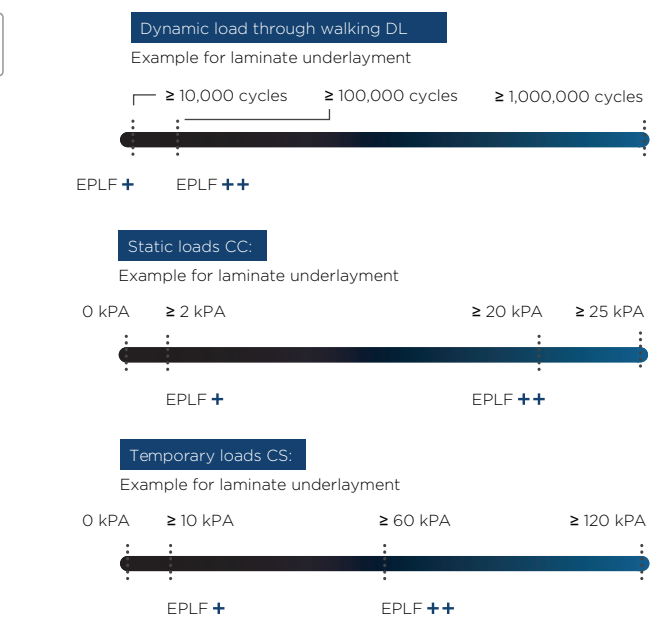 Dynamic load through walking DL
Example for laminate underlayment
≥ 10,000 cycles ≥ 100,000 cycles ≥ 1,000,000 cycles
EPLF + EPLF ++
Static loads CC:
Example for laminate underlayment
0 kPA ≥ 2 kPA ≥ 20 kPA ≥ 25 kPA
EPLF + EPLF ++
Temporary loads CS:
Example for laminate underlayment
0 kPA ≥ 10 kPA ≥ 60 kPA ≥ 120 kPA
EPLF + EPLF ++